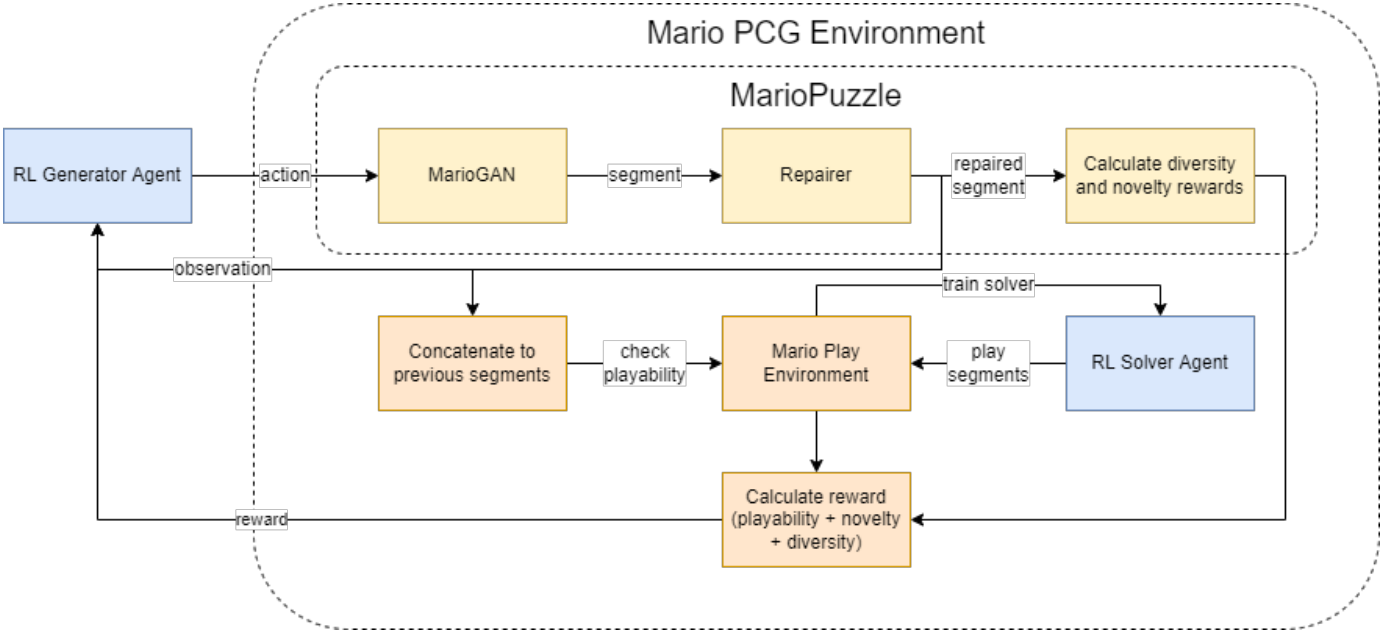 Mario PCG Environment
MarioPuzzle
RL Generator Agent
action
MarioGAN
segment
Repairer
repaired
segment
Calculate diversity
and novelty rewards
observation
train solver
Concatenate to
previous segments
check
playability
Mario Play
Environment
play
segments
RL Solver Agent
Calculate reward
(playability + novelty
+ diversity)
reward